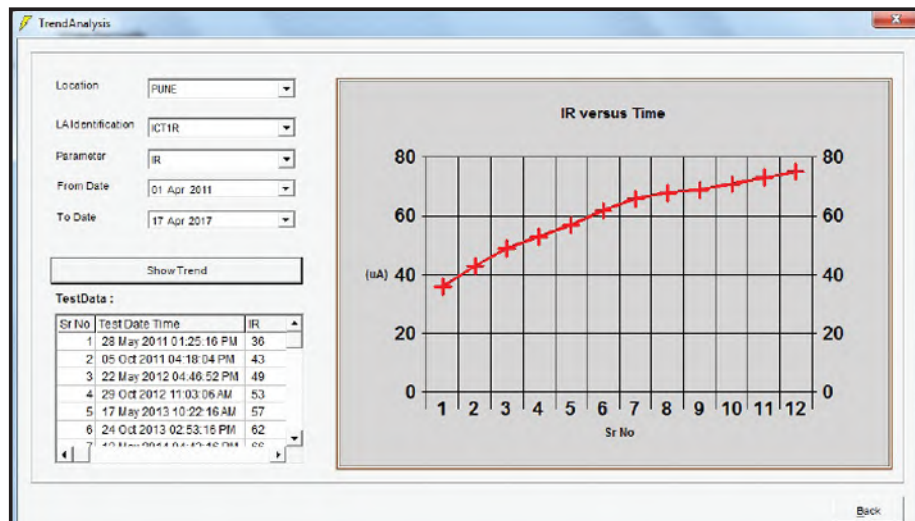 TrendAnalysis
Location PUNE
LAIdentification ICT1R
Parameter IR
From Date 01 Apr 2011
To Date 17 Apr 2017
Show Trend
TestData :
Sr No Test Date Time IR
1 28 May 2011 01:25:16 PM 36
2 05 Oct 2011 04:18:04 PM 43
3 22 May 2012 04:46:52 PM 49
4 29 Oct 2012 11:03:06 AM 53
5 17 May 2013 10:22:16 AM 57
6 24 Oct 2013 02:53:16 PM 62
IR versus Time
80 80
60 60
(uA) 40 40
20 20
0 0
1 2 3 4 5 6 7 8 9 10 11 12
Sr No
Back